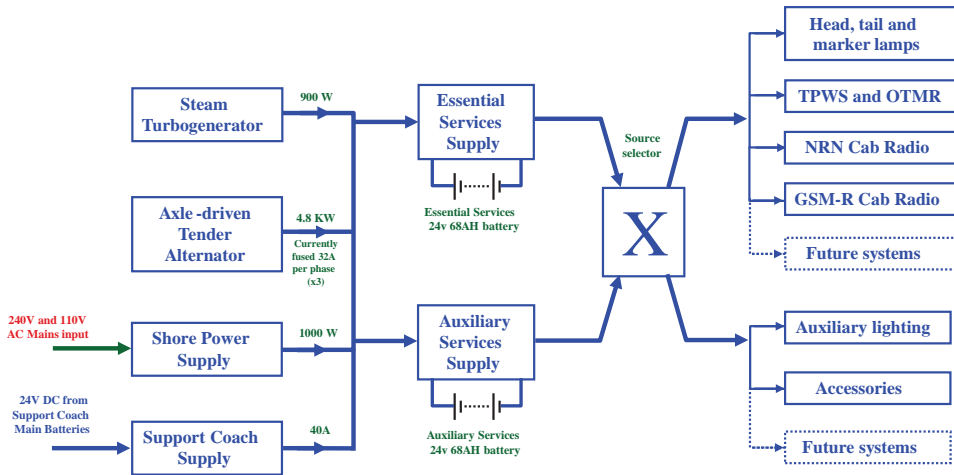 Steam
Turbogenerator
900 W
Axle -driven
Tender
Alternator
4.8 KW
Currently
fused 32A
per phase
(x3)
240V and 110V
AC Mains input
Shore Power
Supply
1000 W
24V DC from
Support Coach
Main Batteries
Support Coach
Supply
40A
Essential
Services
Supply
Essential Services
24v 68AH battery
Auxiliary
Services
Supply
Auxiliary Services
24v 68AH battery
Source
selector
X
Head, tail and
marker lamps
TPWS and OTMR
NRN Cab Radio
GSM-R Cab Radio
Future systems
Auxiliary lighting
Accessories
Future systems